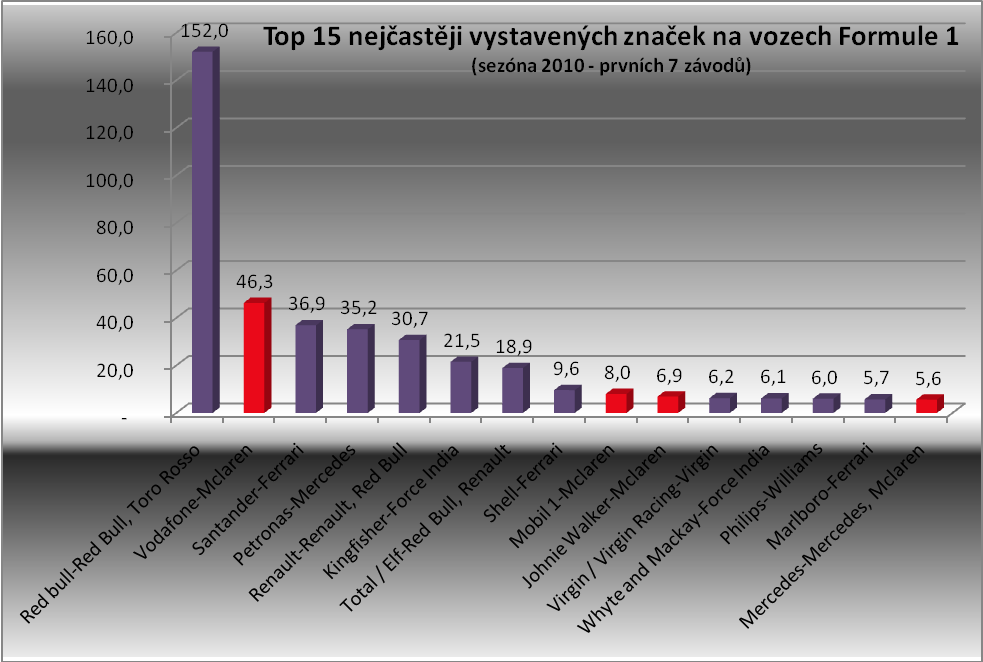 Top 15 nejčastěji vystavených značek na vozech Formule 1
(sezóna 2010 - prvních 7 závodů)
160,0
140,0
120,0
100,0
80,0
60,0
40,0
20,0
-
152,0
46,3
36,9
35,2
30,7
21,5
18,9
9,6
8,0
6,9
6,2
6,1
6,0
5,7
5,6
Red bull-Red Bull, Toro Rosso
Vodafone-Mclaren
Santander-Ferrari
Petronas-Mercedes
Renault-Renault, Red Bull
Kingfisher-Force India
Total / Elf-Red Bull, Renault
Shell-Ferrari
Mobil 1-Mclaren
Johnie Walker-Mclaren
Virgin / Virgin Racing-Virgin
Whyte and Mackay-Force India
Philips-Williams
Marlboro-Ferrari
Mercedes-Mercedes, Mclaren